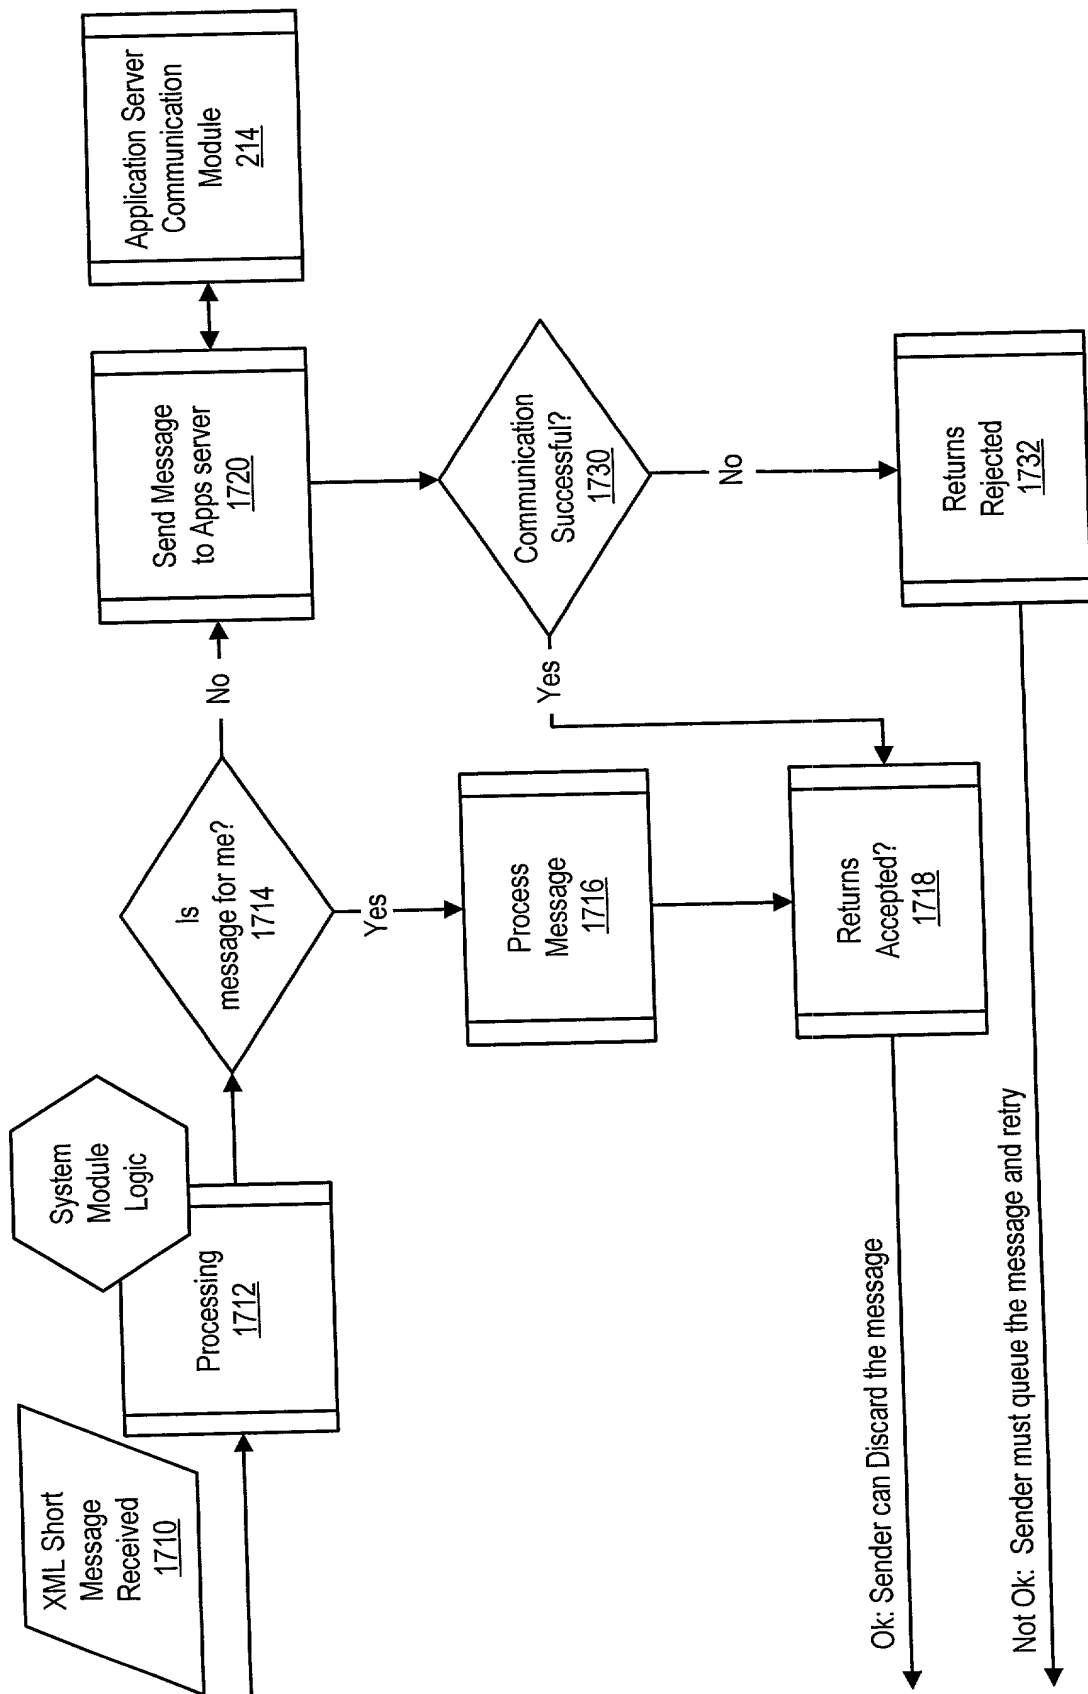 XML Short
Message
Received
1710
System
Module
Logic
Processing
1712
Is
message for me?
1714
No
Yes
Send Message
to Apps server
1720
Application Server
Communication
Module
214
Process
Message
1716
Communication
Successful?
1730
Yes
No
Returns
Accepted?
1718
Returns
Rejected
1732
Ok: Sender can Discard the message
Not Ok: Sender must queue the message and retry